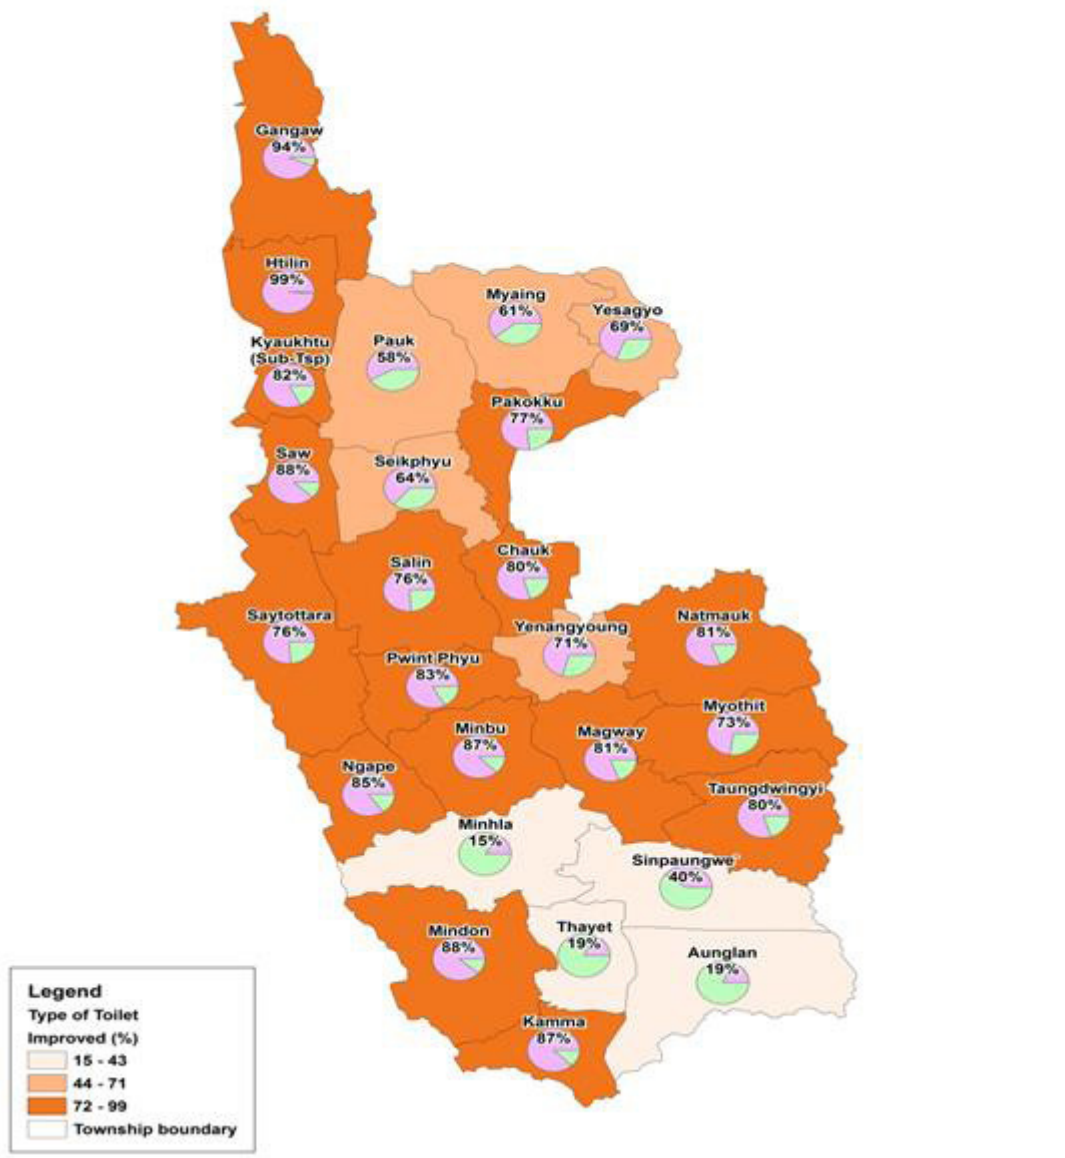 Gangaw
94%
Htilin
99%
Kyaukhtu
(Sub-Tsp)
82%
Pauk
58%
Myaing
61%
Yesagyo
69%
Pakokku
77%
Saw
88%
Seikphyu
64%
Chauk
80%
Salin
76%
Saytottara
76%
Yenangyoung
71%
Natmauk
81%
Pwint Phyu
83%
Myothit
73%
Minbu
87%
Magway
81%
Ngape
85%
Taungdwingyi
80%
Minhla
15%
Sinpaungwe
40%
Mindon
88%
Thayet
19%
Aunglan
19%
Kamma
87%
Legend
Type of Toilet
Improved (%)
15 - 43
44 - 71
72 - 99
Township boundary